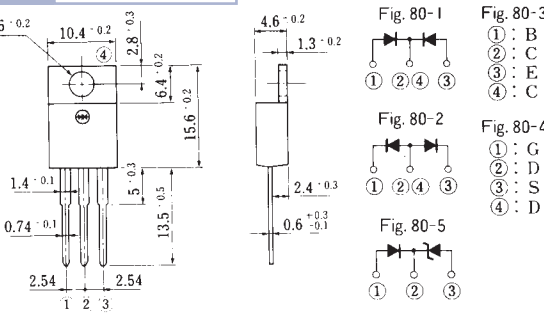 6 - 0.2
10.4 - 0.2
2.8 - 0.3
④
6.4 - 0.2
15.6 - 0.2
1.4 - 0.1
5 - 0.3
0.74 - 0.1
13.5 - 0.5
2.54
2.54
① ② ③
4.6 - 0.2
1.3 - 0.2
2.4 - 0.3
0.6 +0.3 -0.1
Fig. 80-1
① ②④ ③
Fig. 80-2
① ②④ ③
Fig. 80-5
① ② ③
Fig. 80-3
① : B
② : C
③ : E
④ : C
Fig. 80-4
① : G
② : D
③ : S
④ : D